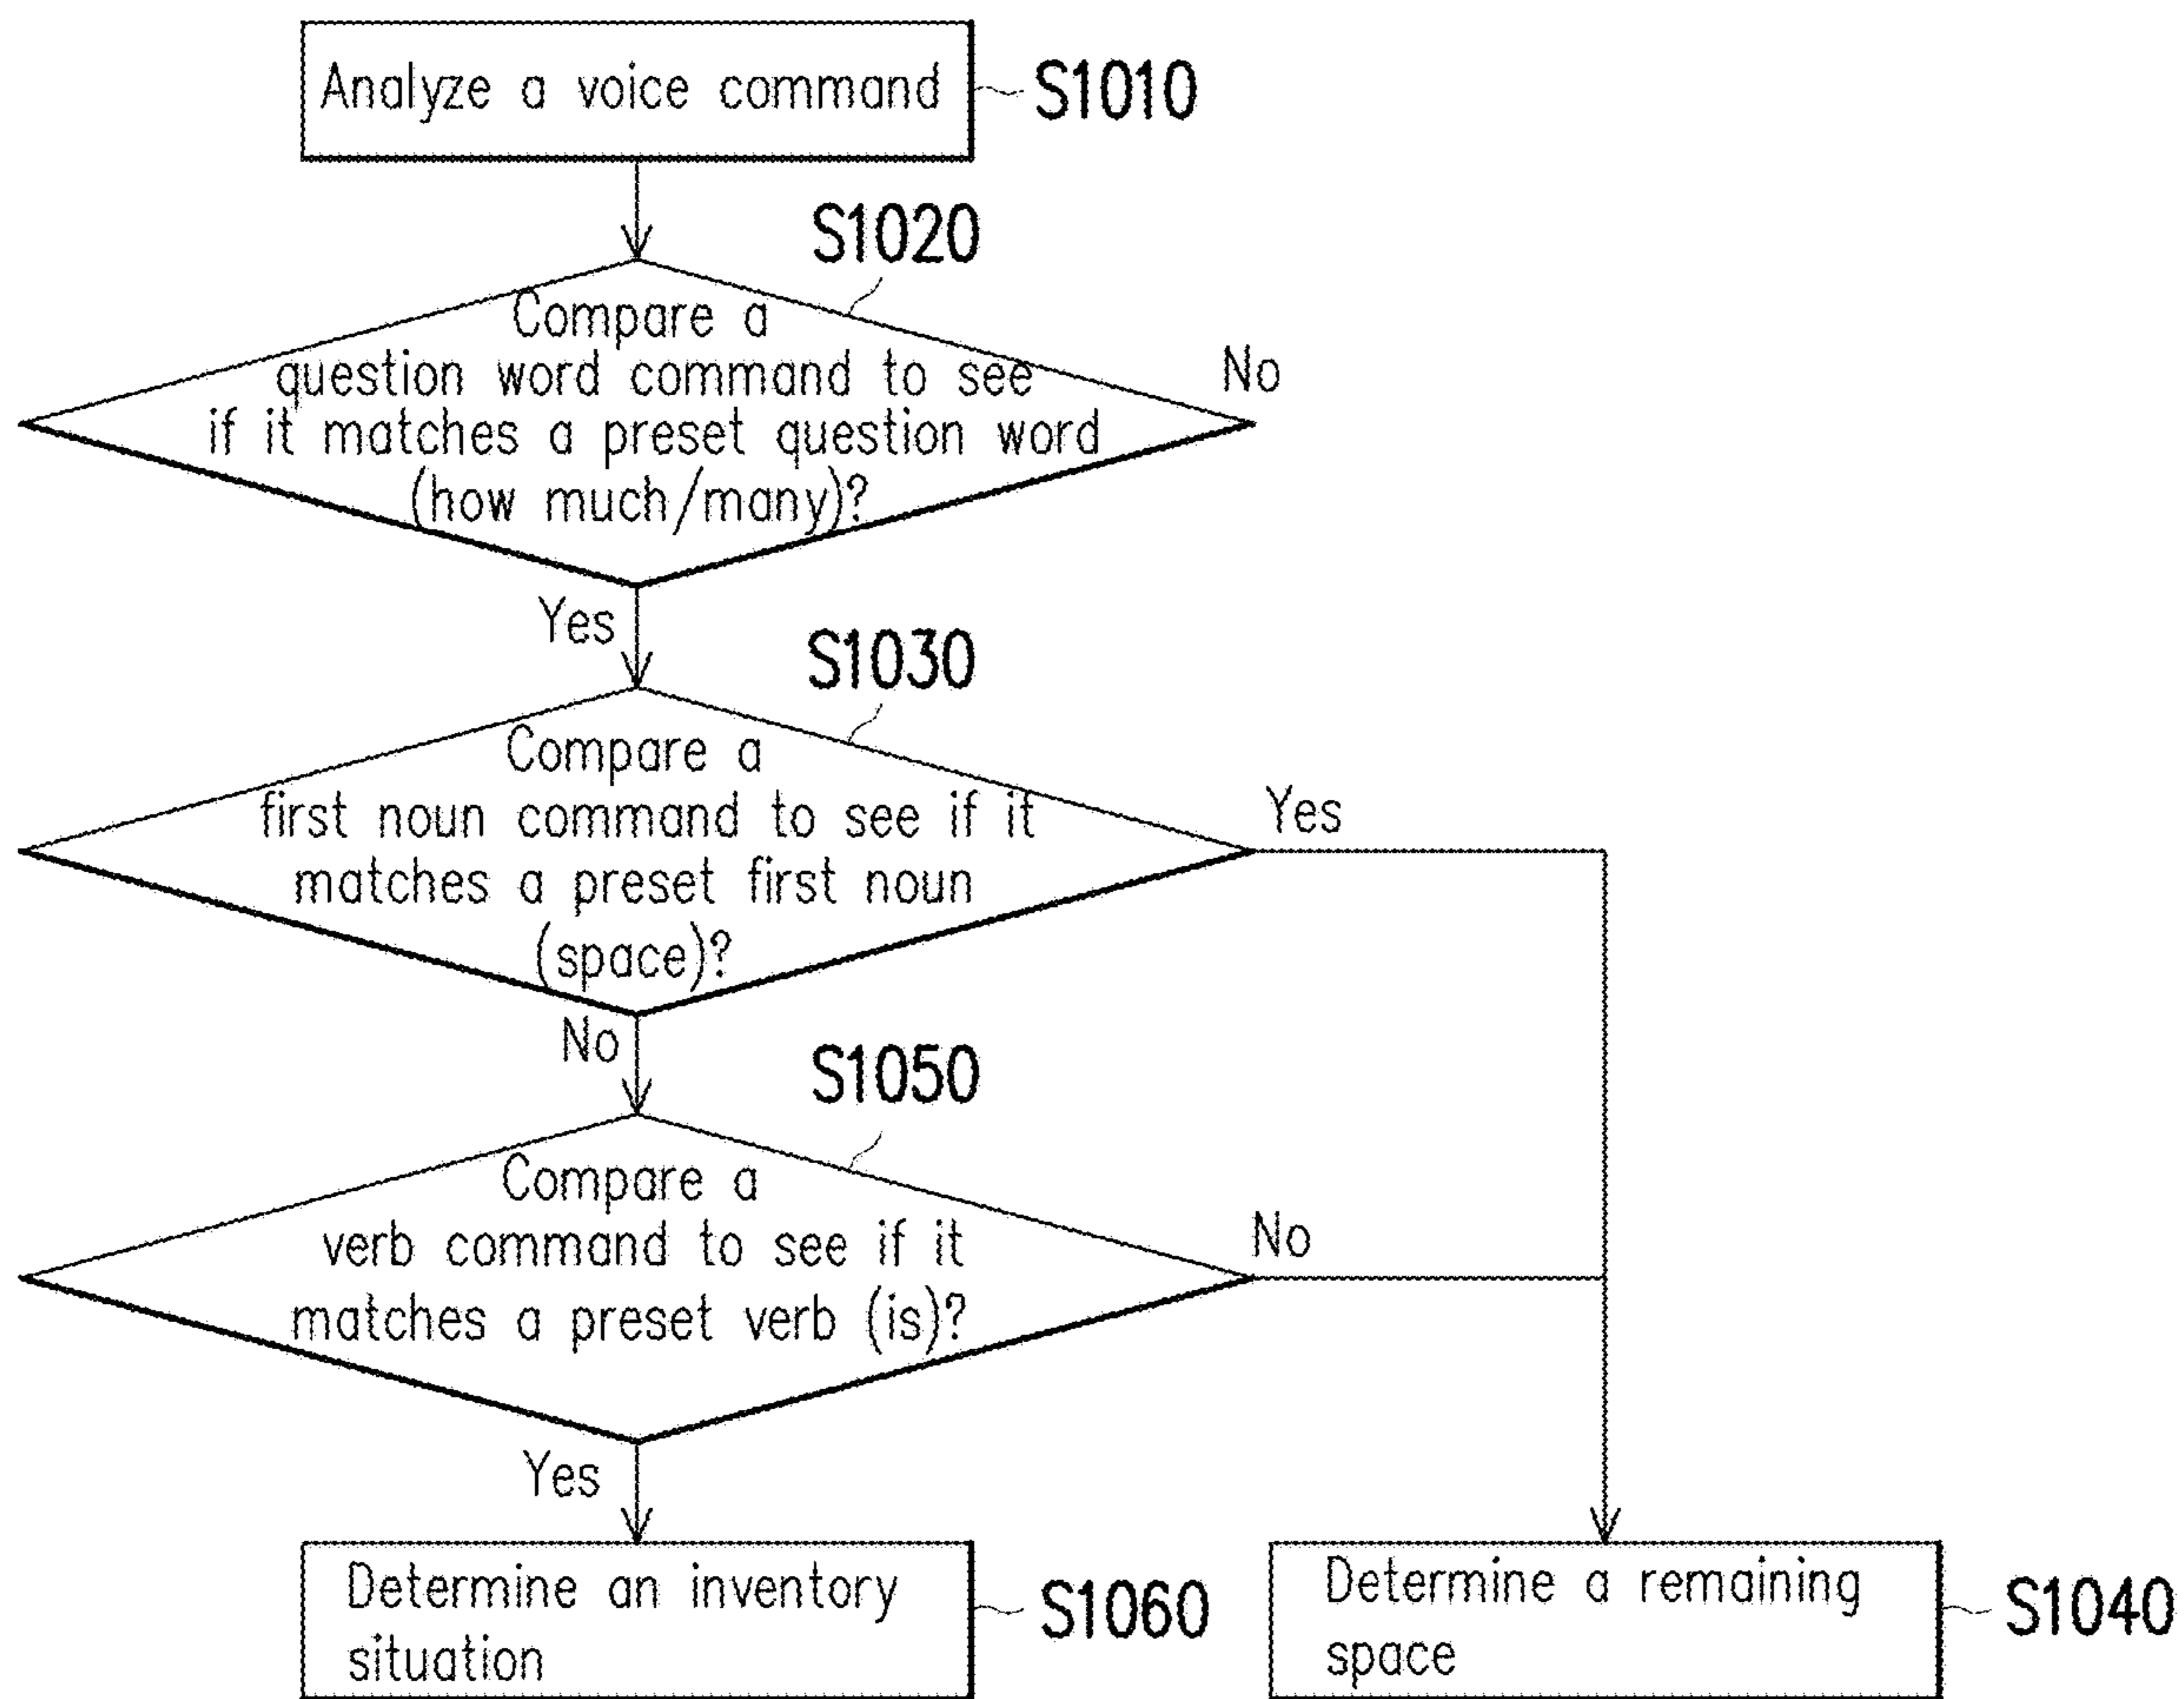 Analyze a voice command
S1010
S1020
Compare a
question word command to see
if it matches a preset question word
(how much/many)?
No
Yes
S1030
Compare a
first noun command to see if it
matches a preset first noun
(space)?
Yes
No
S1050
Compare a
verb command to see if it
matches a preset verb (is)?
No
Yes
Determine an inventory
situation
S1060
Determine a remaining
space
S1040